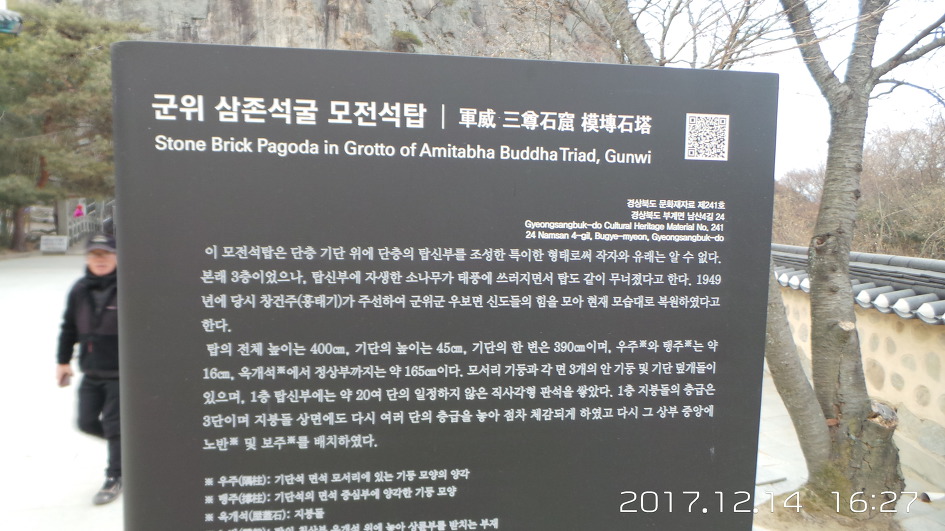 군위 삼존석굴 모전석탑 | 軍威 三尊石窟 模塼石塔
Stone Brick Pagoda in Grotto of Amitabha Buddha Triad, Gunwi
경상북도 문화재자료 제241호
경상북도 부계면 남산4길 24
Gyeongsangbuk-do Cultural Heritage Material No. 241
24 Namsan 4-gil, Bugye-myeon, Gyeongsangbuk-do
이 모전석탑은 단층 기단 위에 단층의 탑신부를 조성한 특이한 형태로써 작자와 유래는 알 수 없다.
본래 3층이었으나, 탑신부에 자생한 소나무가 태풍에 쓰러지면서 탑도 같이 무너졌다고 한다. 1949
년에 당시 창건주(홍태기)가 주선하여 군위군 우보면 신도들의 힘을 모아 현재 모습대로 복원하였다고
한다.
탑의 전체 높이는 400㎝, 기단의 높이는 45㎝, 기단의 한 변은 390㎝이며, 우주※와 탱주※는 약
16㎝, 옥개석※에서 정상부까지는 약 165㎝이다. 모서리 기둥과 각 면 3개의 안 기둥 및 기단 덮개돌이
있으며, 1층 탑신부에는 약 20여 단의 일정하지 않은 직사각형 판석을 쌓았다. 1층 지붕돌의 층급은
3단이며 지붕돌 상면에도 다시 여러 단의 층급을 놓아 점차 체감되게 하였고 다시 그 상부 중앙에
노반※ 및 보주※를 배치하였다.
※ 우주(隅柱): 기단석 면석 모서리에 있는 기둥 모양의 양각
※ 탱주(撑柱): 기단석의 면석 중심부에 양각한 기둥 모양
※ 옥개석(屋蓋石): 지붕돌
옥개석 위에 놓아 상륜부를 받치는 부재
2017.12.14 16:27